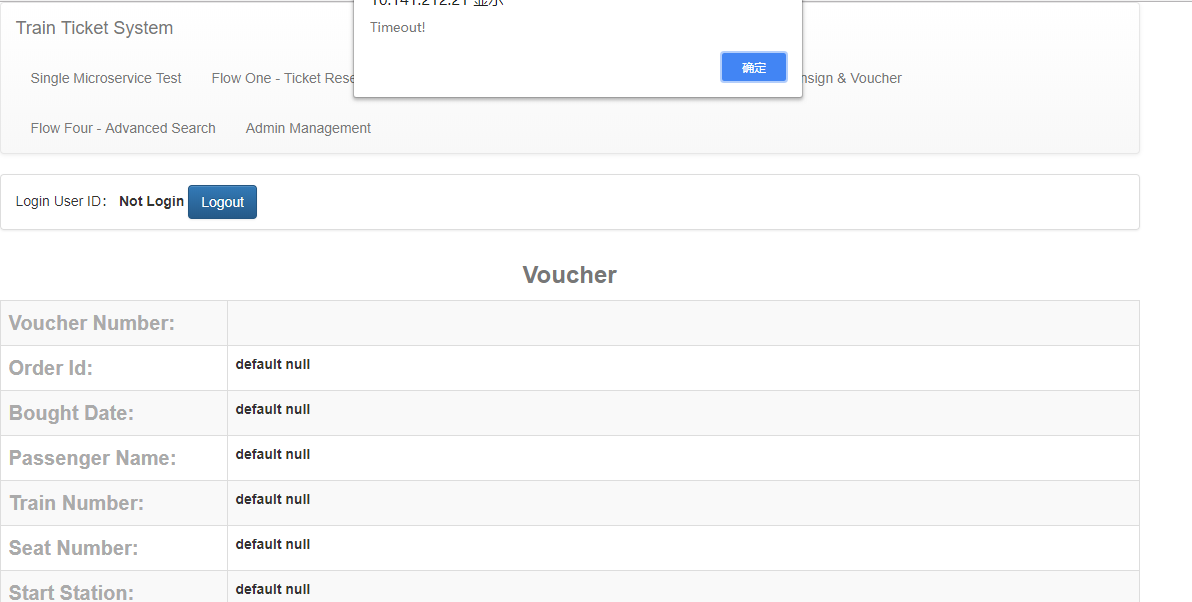 10.141.212.21 显示
Timeout!
确定
Train Ticket System
Single Microservice Test
Flow One - Ticket Rese
nsign & Voucher
Flow Four - Advanced Search
Admin Management
Login User ID： Not Login Logout
Voucher
Voucher Number:
Order Id: default null
Bought Date: default null
Passenger Name: default null
Train Number: default null
Seat Number: default null
Start Station: default null